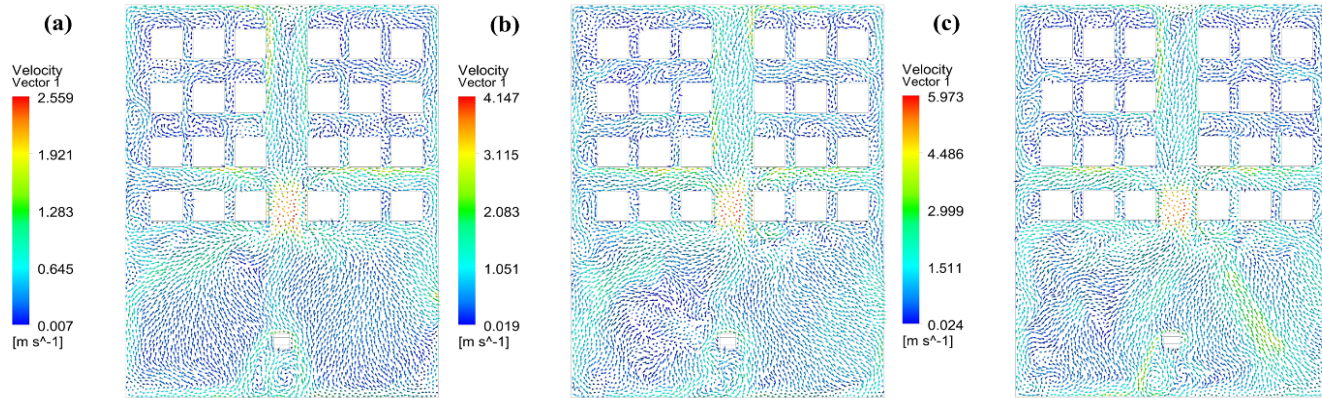 (a)
Velocity
Vector 1
2.559
1.921
1.283
0.645
0.007
[m s^-1]
(b)
Velocity
Vector 1
4.147
3.115
2.083
1.051
0.019
[m s^-1]
(c)
Velocity
Vector 1
5.973
4.486
2.999
1.511
0.024
[m s^-1]